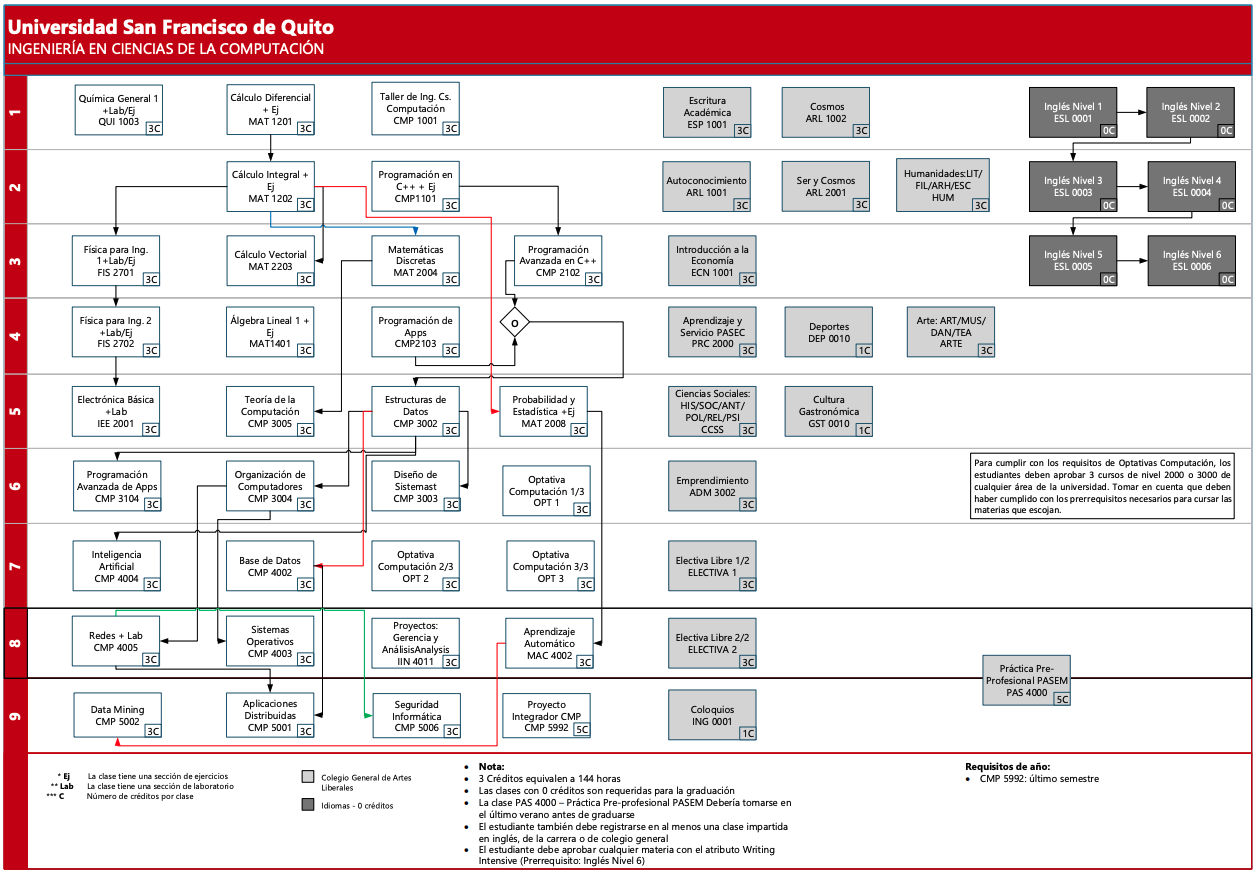 Universidad San Francisco de Quito
INGENIERÍA EN CIENCIAS DE LA COMPUTACIÓN
1
Química General 1
+Lab/Ej
QUI 1003
3C
Cálculo Diferencial
+ Ej
MAT 1201
3C
Taller de Ing. Cs.
Computación
CMP 1001
3C
Escritura
Académica
ESP 1001
3C
Cosmos
ARL 1002
3C
Inglés Nivel 1
ESL 0001
0C
Inglés Nivel 2
ESL 0002
0C
2
Cálculo Integral +
Ej
MAT 1202
3C
Programación en
C++ + Ej
CMP1101
3C
Autoconocimiento
ARL 1001
3C
Ser y Cosmos
ARL 2001
3C
Humanidades:LIT/
FIL/ARH/ESC
HUM
3C
Inglés Nivel 3
ESL 0003
0C
Inglés Nivel 4
ESL 0004
0C
3
Física para Ing.
1+Lab/Ej
FIS 2701
3C
Cálculo Vectorial
MAT 2203
3C
Matemáticas
Discretas
MAT 2004
3C
Programación
Avanzada en C++
CMP 2102
3C
Introducción a la
Economía
ECN 1001
3C
Inglés Nivel 5
ESL 0005
0C
Inglés Nivel 6
ESL 0006
0C
4
Física para Ing. 2
+Lab/Ej
FIS 2702
3C
Álgebra Lineal 1 +
Ej
MAT1401
3C
Programación de
Apps
CMP2103
3C
O
Aprendizaje y
Servicio PASEC
PRC 2000
3C
Deportes
DEP 0010
1C
Arte: ART/MUS/
DAN/TEA
ARTE
3C
5
Electrónica Básica
+Lab
IEE 2001
3C
Teoría de la
Computación
CMP 3005
3C
Estructuras de
Datos
CMP 3002
3C
Probabilidad y
Estadística +Ej
MAT 2008
3C
Ciencias Sociales:
HIS/SOC/ANT/
POL/REL/PSI
CCSS
3C
Cultura
Gastronómica
GST 0010
1C
6
Programación
Avanzada de Apps
CMP 3104
3C
Organización de
Computadores
CMP 3004
3C
Diseño de
Sistemast
CMP 3003
3C
Optativa
Computación 1/3
OPT 1
3C
Emprendimiento
ADM 3002
3C
Para cumplir con los requisitos de Optativas Computación, los
estudiantes deben aprobar 3 cursos de nivel 2000 o 3000 de
cualquier área de la universidad. Tomar en cuenta que deben
haber cumplido con los prerrequisitos necesarios para cursar las
materias que escojan.
7
Inteligencia
Artificial
CMP 4004
3C
Base de Datos
CMP 4002
3C
Optativa
Computación 2/3
OPT 2
3C
Optativa
Computación 3/3
OPT 3
3C
Electiva Libre 1/2
ELECTIVA 1
3C
8
Redes + Lab
CMP 4005
3C
Sistemas
Operativos
CMP 4003
3C
Proyectos:
Gerencia y
AnálisisAnalysis
IIN 4011
3C
Aprendizaje
Automático
MAC 4002
3C
Electiva Libre 2/2
ELECTIVA 2
3C
Práctica Pre-
Profesional PASEM
PAS 4000
5C
9
Data Mining
CMP 5002
3C
Aplicaciones
Distribuidas
CMP 5001
3C
Seguridad
Informática
CMP 5006
3C
Proyecto
Integrador CMP
CMP 5992
5C
Coloquios
ING 0001
1C
* Ej La clase tiene una sección de ejercicios
** Lab La clase tiene una sección de laboratorio
*** C Número de créditos por clase
Colegio General de Artes
Liberales
Idiomas - 0 créditos
• Nota:
• 3 Créditos equivalen a 144 horas
• Las clases con 0 créditos son requeridas para la graduación
• La clase PAS 4000 – Práctica Pre-profesional PASEM Debería tomarse en
el último verano antes de graduarse
• El estudiante también debe registrarse en al menos una clase impartida
en inglés, de la carrera o de colegio general
• El estudiante debe aprobar cualquier materia con el atributo Writing
Intensive (Prerrequisito: Inglés Nivel 6)
Requisitos de año:
• CMP 5992: último semestre